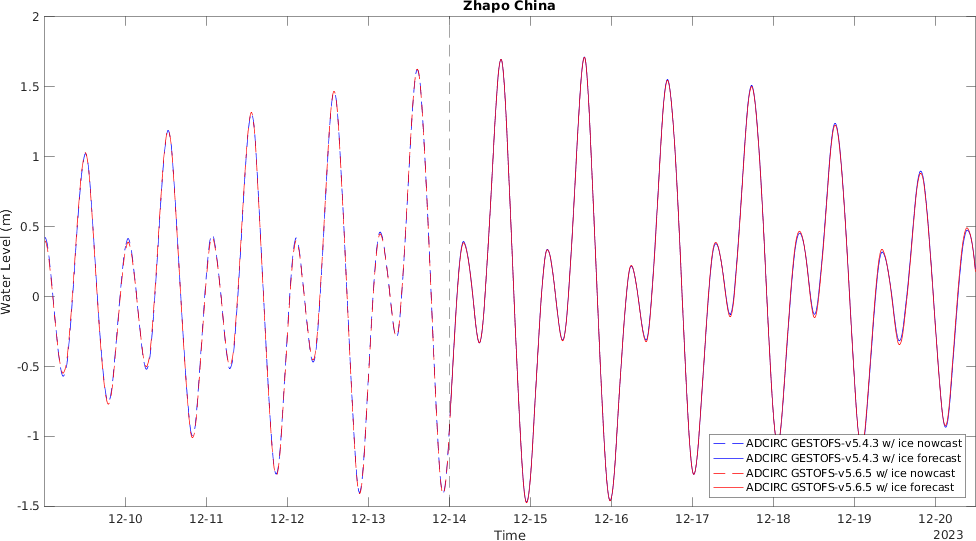 Zhapo China
2
1.5
1
0.5
0
-0.5
-1
-1.5
Water Level (m)
12-10 12-11 12-12 12-13 12-14 12-15 12-16 12-17 12-18 12-19 12-20
Time
2023
ADCIRC GESTOFS-v5.4.3 w/ ice nowcast
ADCIRC GESTOFS-v5.4.3 w/ ice forecast
ADCIRC GSTOFS-v5.6.5 w/ ice nowcast
ADCIRC GSTOFS-v5.6.5 w/ ice forecast